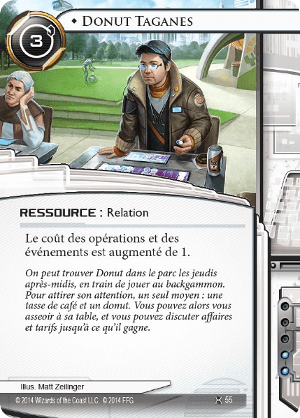 • DONUT TAGANES
3
RESSOURCE : Relation
Le coût des opérations et des
événements est augmenté de 1.
On peut trouver Donut dans le parc les jeudis
après-midis, en train de jouer au backgammon.
Pour attirer son attention, un seul moyen : une
tasse de café et un donut. Vous pouvez alors vous
asseoir à sa table, et vous pouvez discuter affaires
et tarifs jusqu'à ce qu'il gagne.
Illus. Matt Zeilinger
© 2014 Wizards of the Coast LLC. © 2014 FFG
55